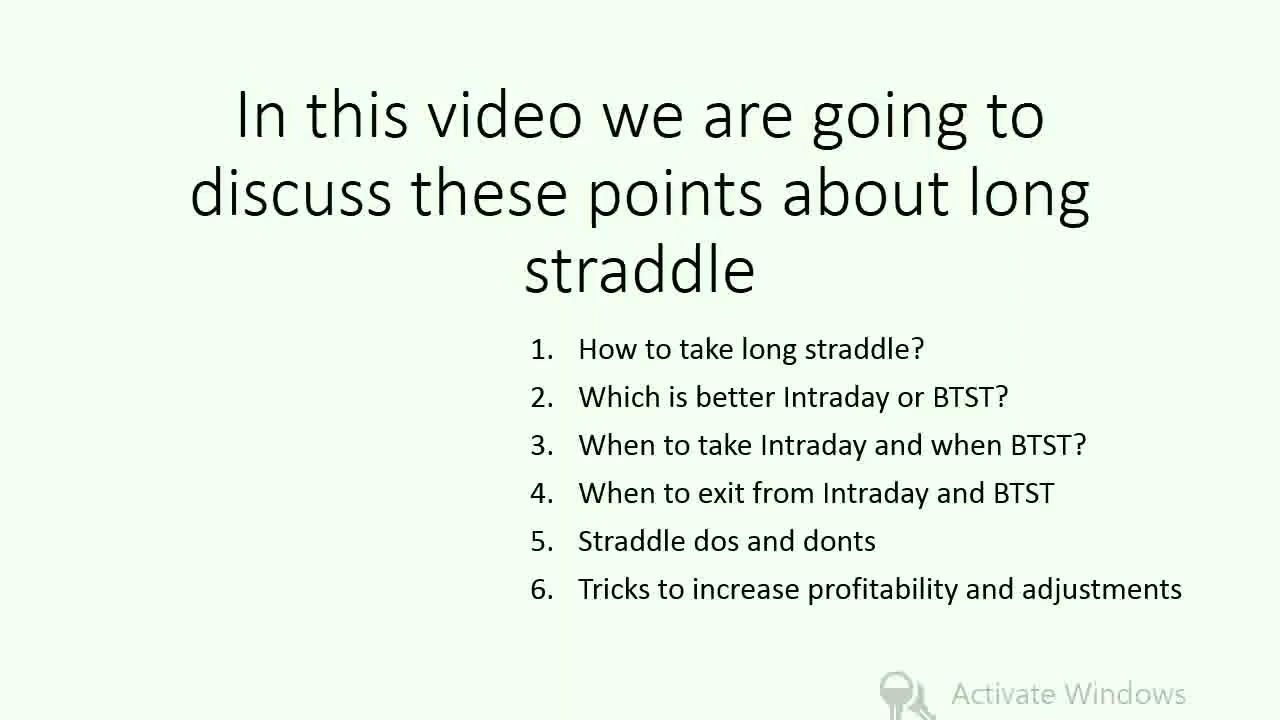 In this video we are going to
discuss these points about long
straddle
1. How to take long straddle?
2. Which is better Intraday or BTST?
3. When to take Intraday and when BTST?
4. When to exit from Intraday and BTST
5. Straddle dos and donts
6. Tricks to increase profitability and adjustments
Activate Windows